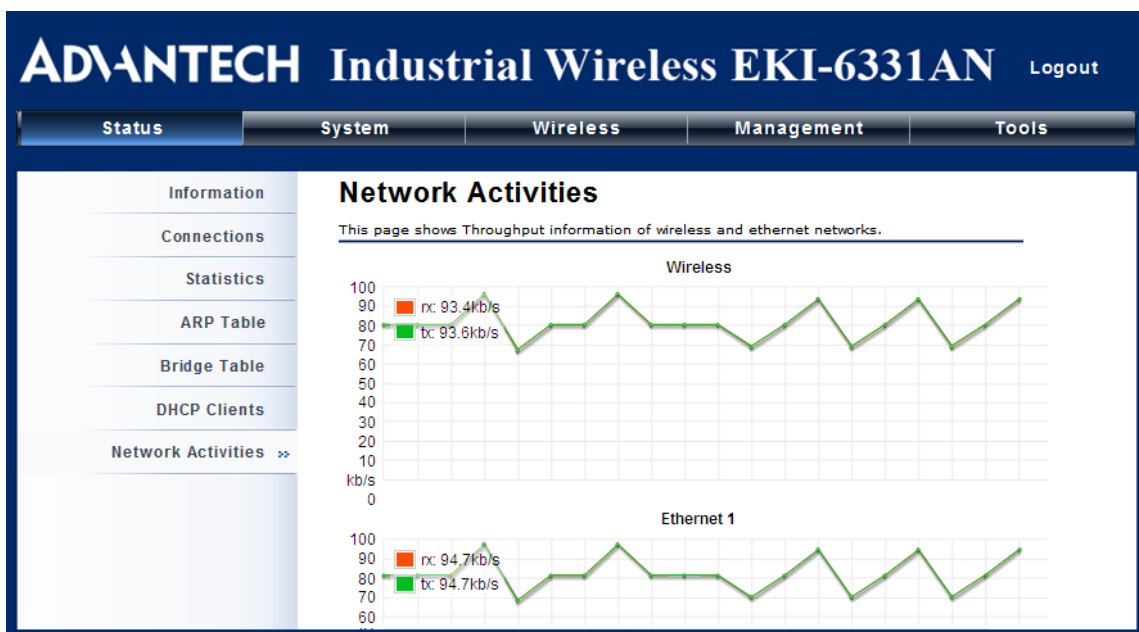 ADVANTECH Industrial Wireless EKI-6331AN Logout
Status System Wireless Management Tools
Information
Connections
Statistics
ARP Table
Bridge Table
DHCP Clients
Network Activities »
Network Activities
This page shows Throughput information of wireless and ethernet networks.
Wireless
100
90
80
70
60
50
40
30
20
10
kb/s
0
rx: 93.4kb/s
tx: 93.6kb/s
Ethernet 1
100
90
80
70
60
rx: 94.7kb/s
tx: 94.7kb/s